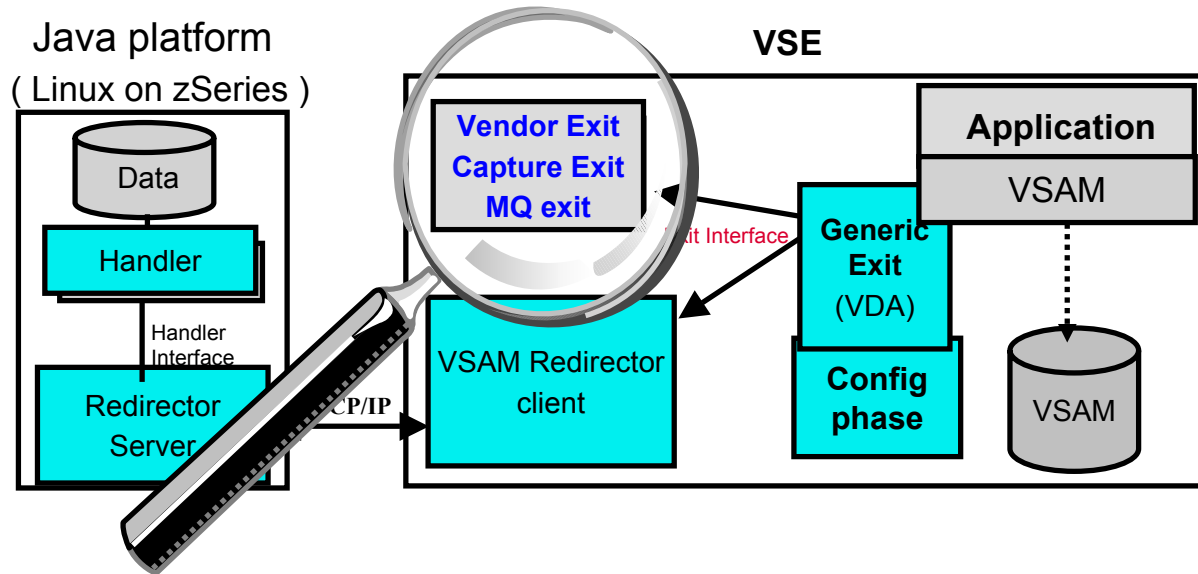 Java platform
( Linux on zSeries )
Data
Handler
Handler
Interface
Redirector
Server
VSE
Vendor Exit
Capture Exit
MQ exit
Interface
VSAM Redirector
client
CP/IP
Generic
Exit
(VDA)
Config
phase
Application
VSAM
VSAM